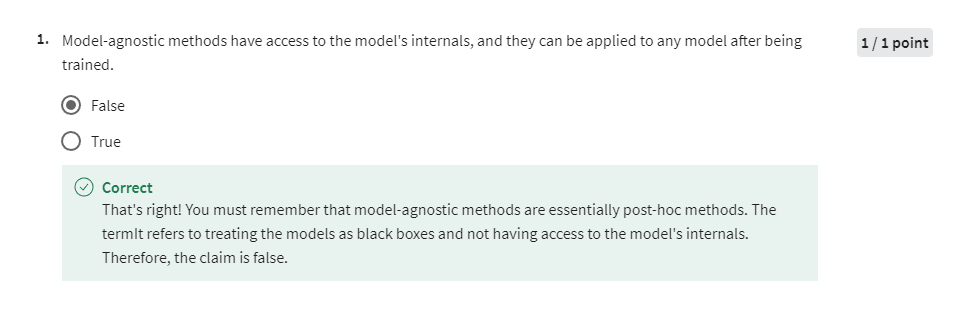 1. Model-agnostic methods have access to the model's internals, and they can be applied to any model after being
trained.
1 / 1 point
False
True
Correct
That's right! You must remember that model-agnostic methods are essentially post-hoc methods. The
termIt refers to treating the models as black boxes and not having access to the model's internals.
Therefore, the claim is false.